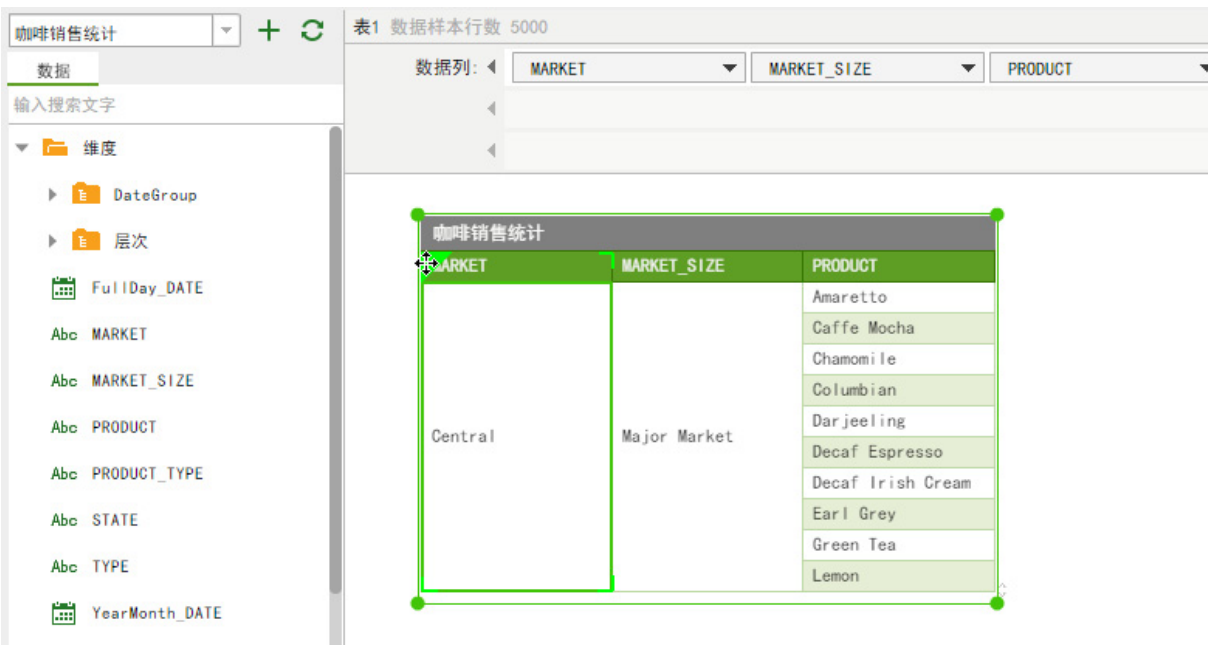 咖啡销售统计
数据
输入搜索文字
维度
DateGroup
层次
FullDay_DATE
Abc MARKET
Abc MARKET_SIZE
Abc PRODUCT
Abc PRODUCT_TYPE
Abc STATE
Abc TYPE
YearMonth_DATE
表1 数据样本行数 5000
数据列: MARKET MARKET_SIZE PRODUCT
咖啡销售统计
MARKET MARKET_SIZE PRODUCT
Amaretto
Caffe Mocha
Chamomile
Columbian
Darjeeling
Central Major Market
Decaf Espresso
Decaf Irish Cream
Earl Grey
Green Tea
Lemon